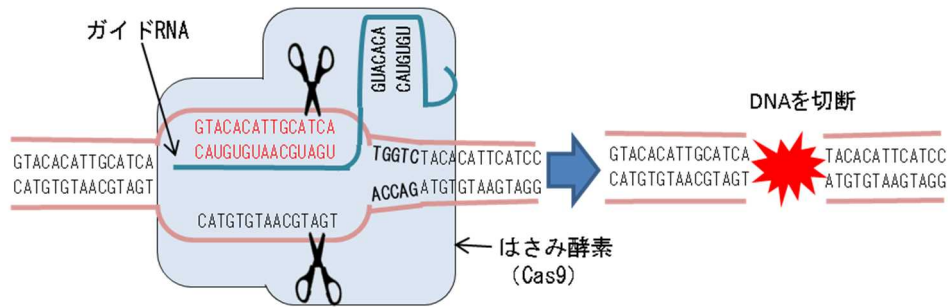 ガイドRNA
GUACACA
CAUGUGU
DNAを切断
GTACACATTGCATCA
CAUGUGUAACGUAGU
GTACACATTGCATCA
CATGTGTAACGTAGT
TGGTC
TACACATTCATCC
ACCAG
ATGTGTAAGTAGG
GTACACATTGCATCA
CATGTGTAACGTAGT
TACACATTCATCC
ATGTGTAAGTAGG
CATGTGTAACGTAGT
はさみ酵素
(Cas9)